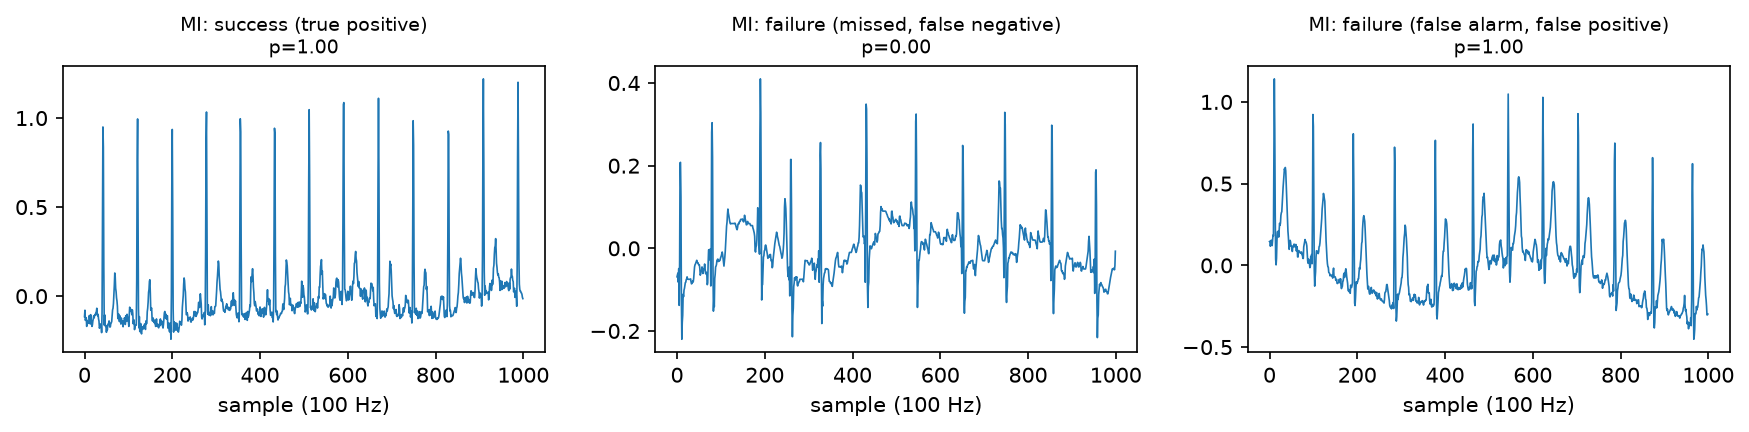 MI: success (true positive)
p=1.00
1.0
0.5
0.0
0 200 400 600 800 1000
sample (100 Hz)
MI: failure (missed, false negative)
p=0.00
0.4
0.2
0.0
−0.2
0 200 400 600 800 1000
sample (100 Hz)
MI: failure (false alarm, false positive)
p=1.00
1.0
0.5
0.0
−0.5
0 200 400 600 800 1000
sample (100 Hz)